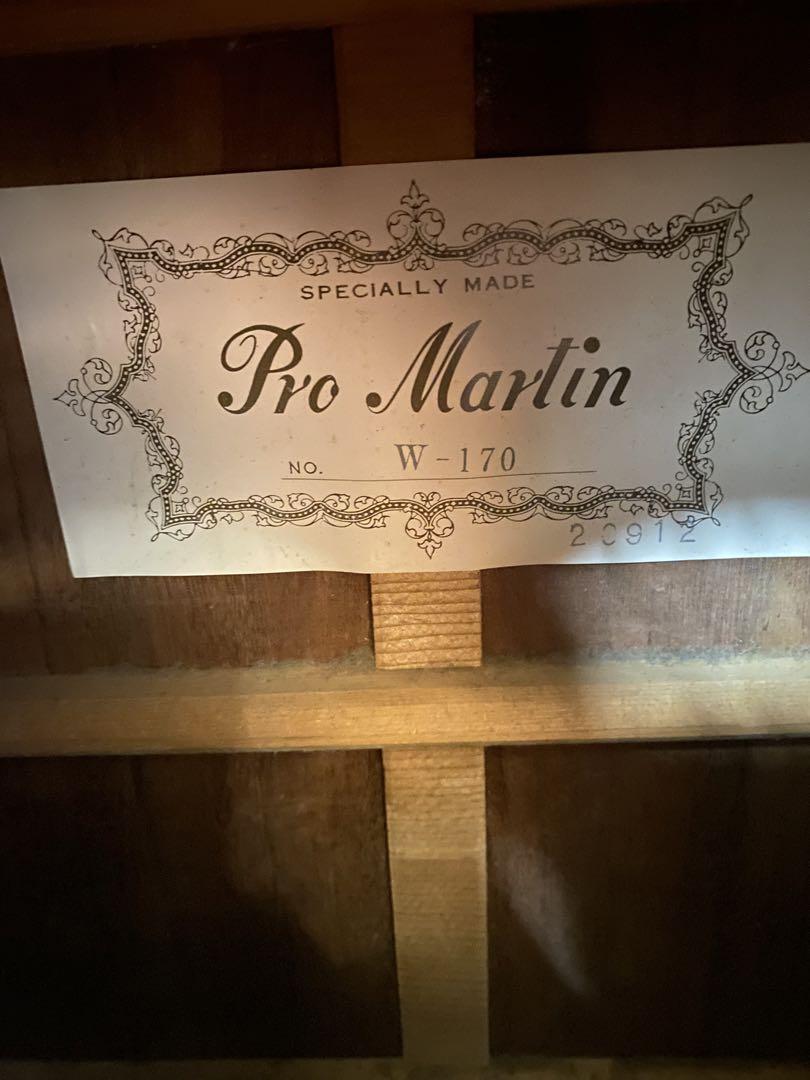 SPECIALLY MADE
Pro Martin
NO. W-170
20912